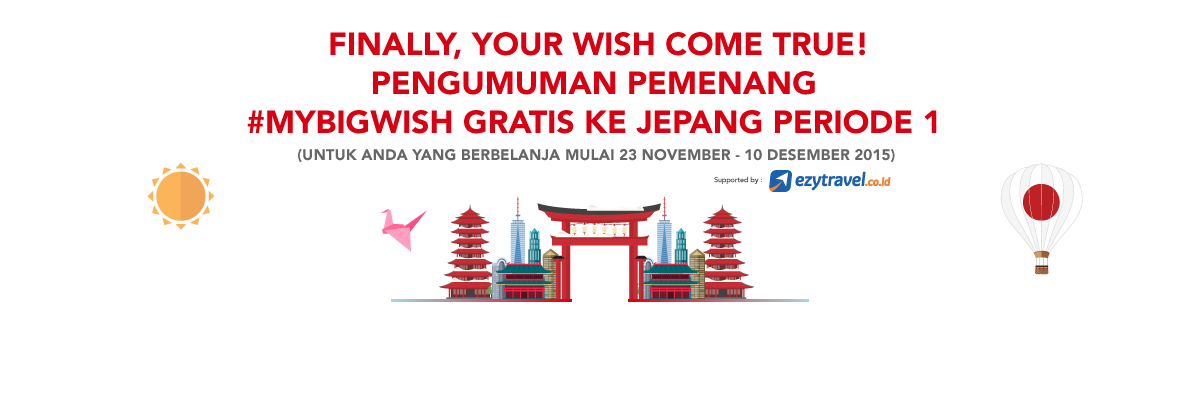 FINALLY, YOUR WISH COME TRUE!
PENGUMUMAN PEMENANG
#MYBIGWISH GRATIS KE JEPANG PERIODE 1
(UNTUK ANDA YANG BERBELANJA MULAI 23 NOVEMBER - 10 DESEMBER 2015)
Supported by : ezytravel.co.id